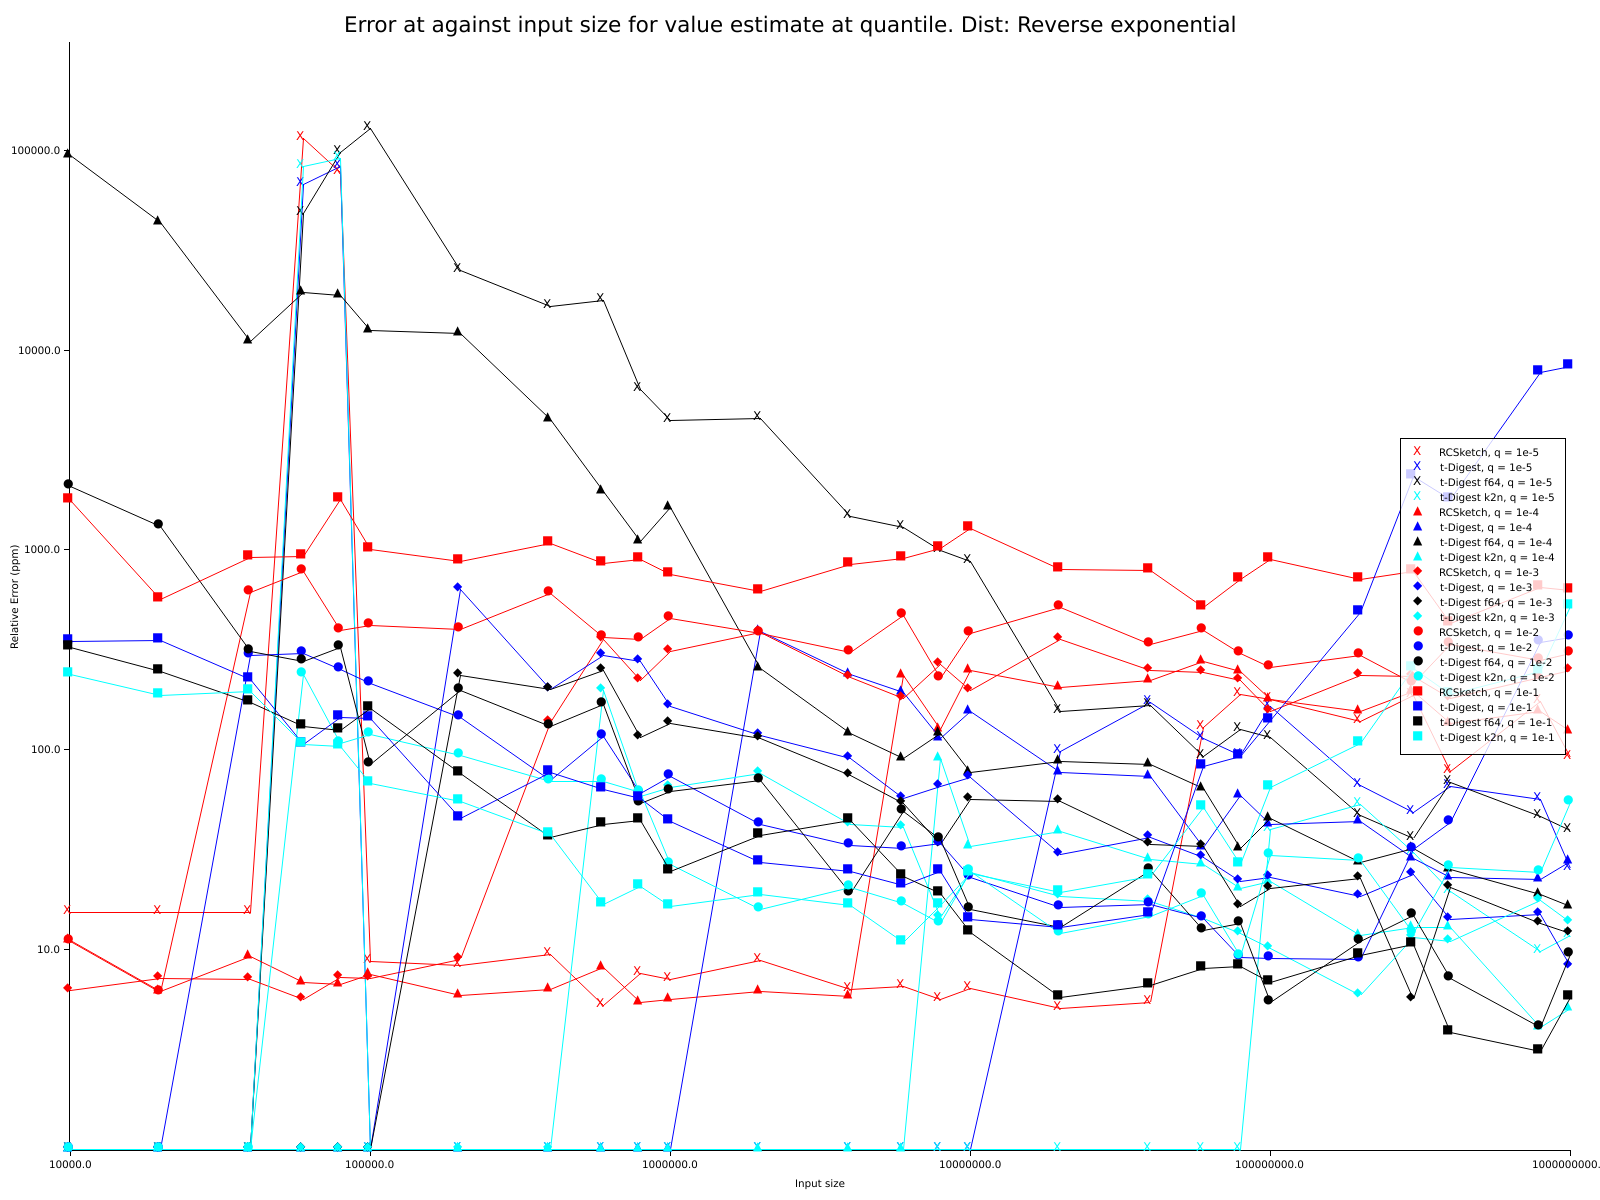 Error at against input size for value estimate at quantile. Dist: Reverse exponential
100000.0
10000.0
1000.0
100.0
10.0
Relative Error (ppm)
RCSketch, q = 1e-5
t-Digest, q = 1e-5
t-Digest f64, q = 1e-5
t-Digest k2n, q = 1e-5
RCSketch, q = 1e-4
t-Digest, q = 1e-4
t-Digest f64, q = 1e-4
t-Digest k2n, q = 1e-4
RCSketch, q = 1e-3
t-Digest, q = 1e-3
t-Digest f64, q = 1e-3
t-Digest k2n, q = 1e-3
RCSketch, q = 1e-2
t-Digest, q = 1e-2
t-Digest f64, q = 1e-2
t-Digest k2n, q = 1e-2
RCSketch, q = 1e-1
t-Digest, q = 1e-1
t-Digest f64, q = 1e-1
t-Digest k2n, q = 1e-1
10000.0 100000.0 1000000.0 10000000.0 100000000.0 1000000000.
Input size